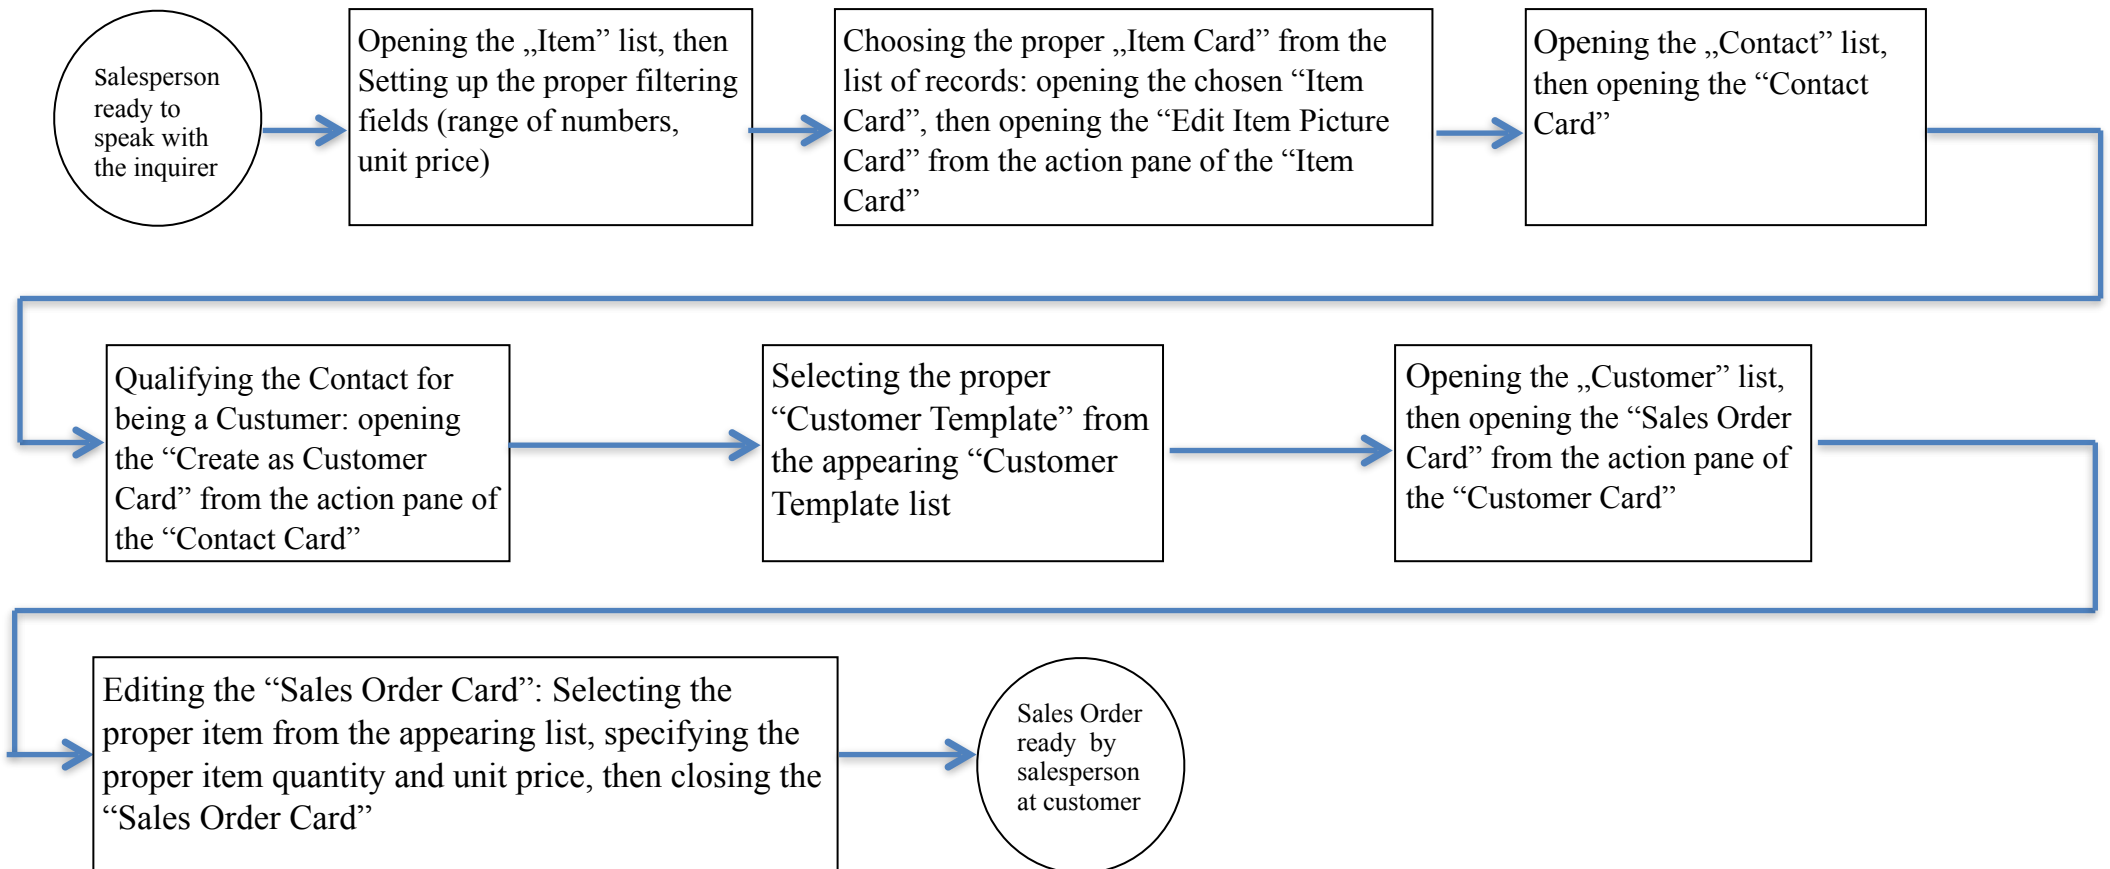 Salesperson
ready to
speak with
the inquirer
Opening the „Item” list, then
Setting up the proper filtering
fields (range of numbers,
unit price)
Choosing the proper „Item Card” from the
list of records: opening the chosen “Item
Card”, then opening the “Edit Item Picture
Card” from the action pane of the “Item
Card”
Opening the „Contact” list,
then opening the “Contact
Card”
Qualifying the Contact for
being a Custumer: opening
the “Create as Customer
Card” from the action pane of
the “Contact Card”
Selecting the proper
“Customer Template” from
the appearing “Customer
Template list
Opening the „Customer” list,
then opening the “Sales Order
Card” from the action pane of
the “Customer Card”
Editing the “Sales Order Card”: Selecting the
proper item from the appearing list, specifying the
proper item quantity and unit price, then closing the
“Sales Order Card”
Sales Order
ready by
salesperson
at customer